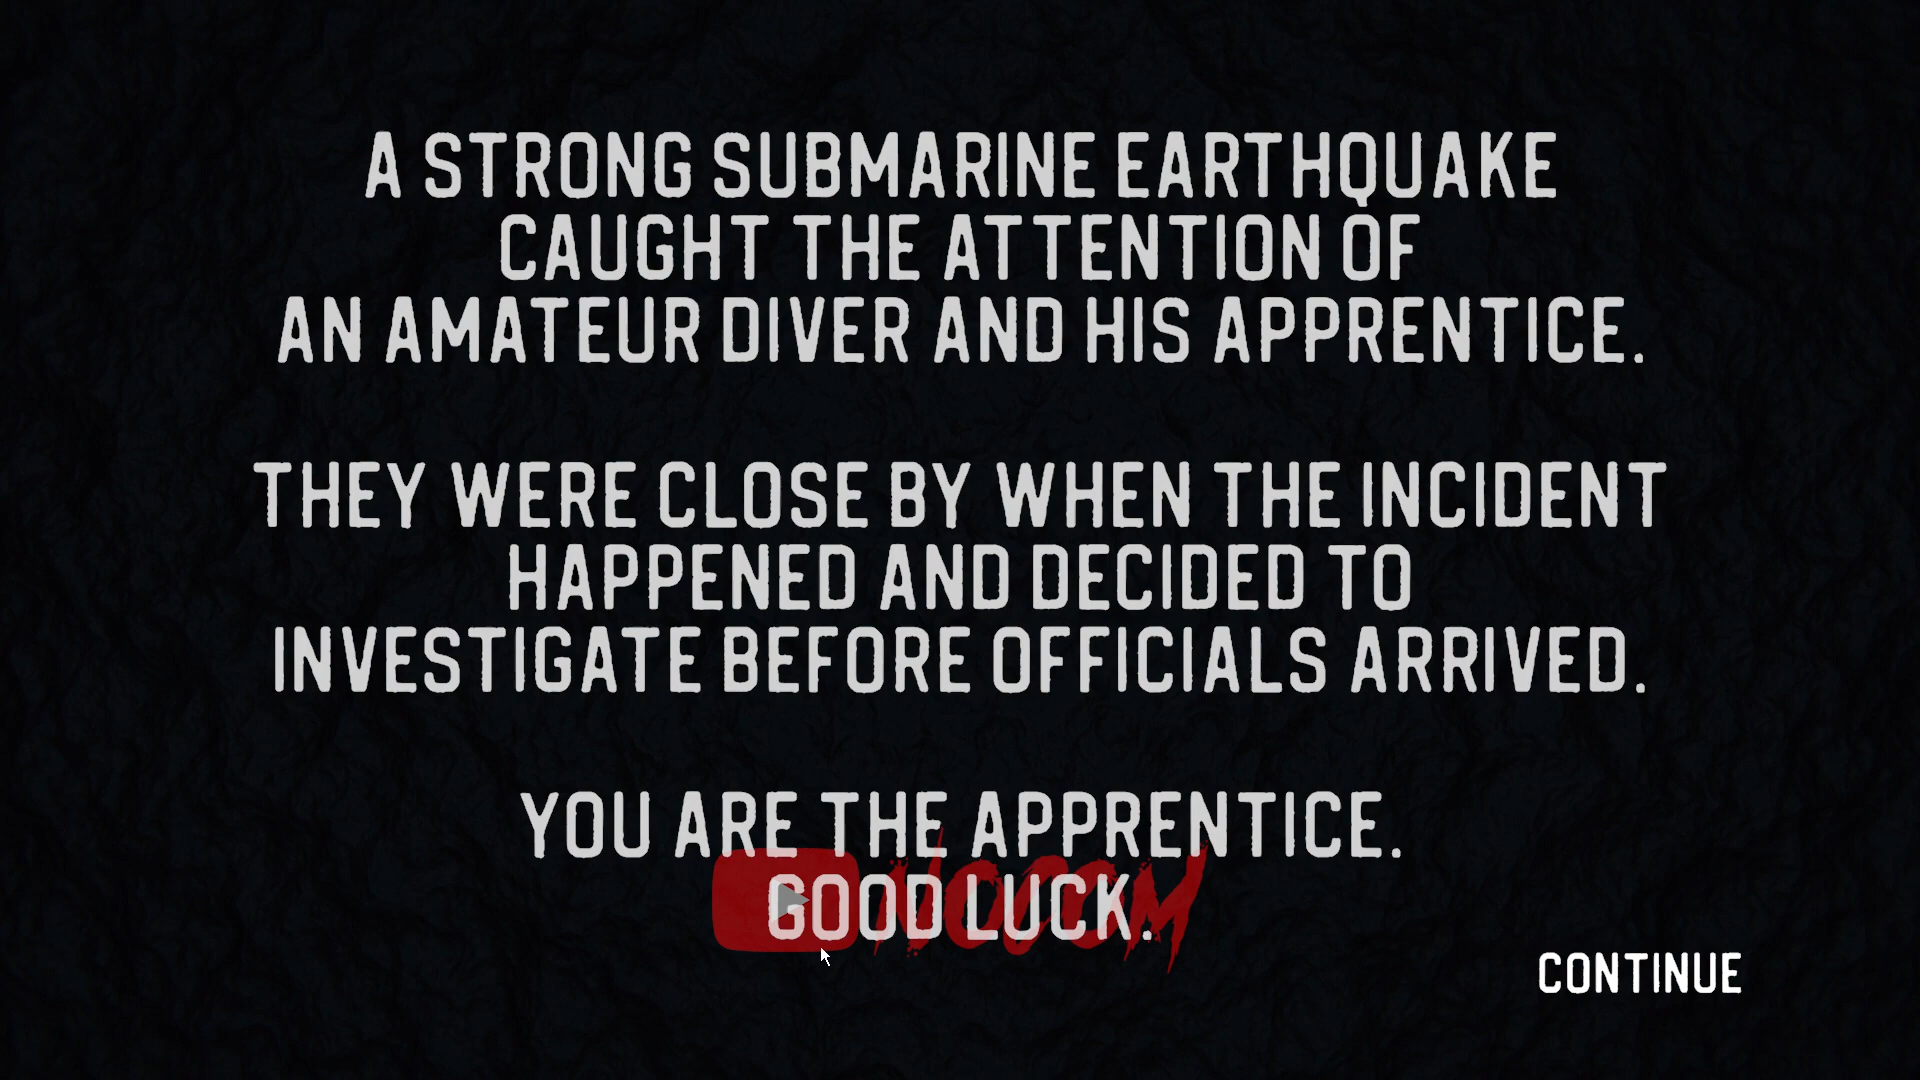 A STRONG SUBMARINE EARTHQUAKE
CAUGHT THE ATTENTION OF
AN AMATEUR DIVER AND HIS APPRENTICE.
THEY WERE CLOSE BY WHEN THE INCIDENT
HAPPENED AND DECIDED TO
INVESTIGATE BEFORE OFFICIALS ARRIVED.
YOU ARE THE APPRENTICE.
GOOD LUCK.
CONTINUE